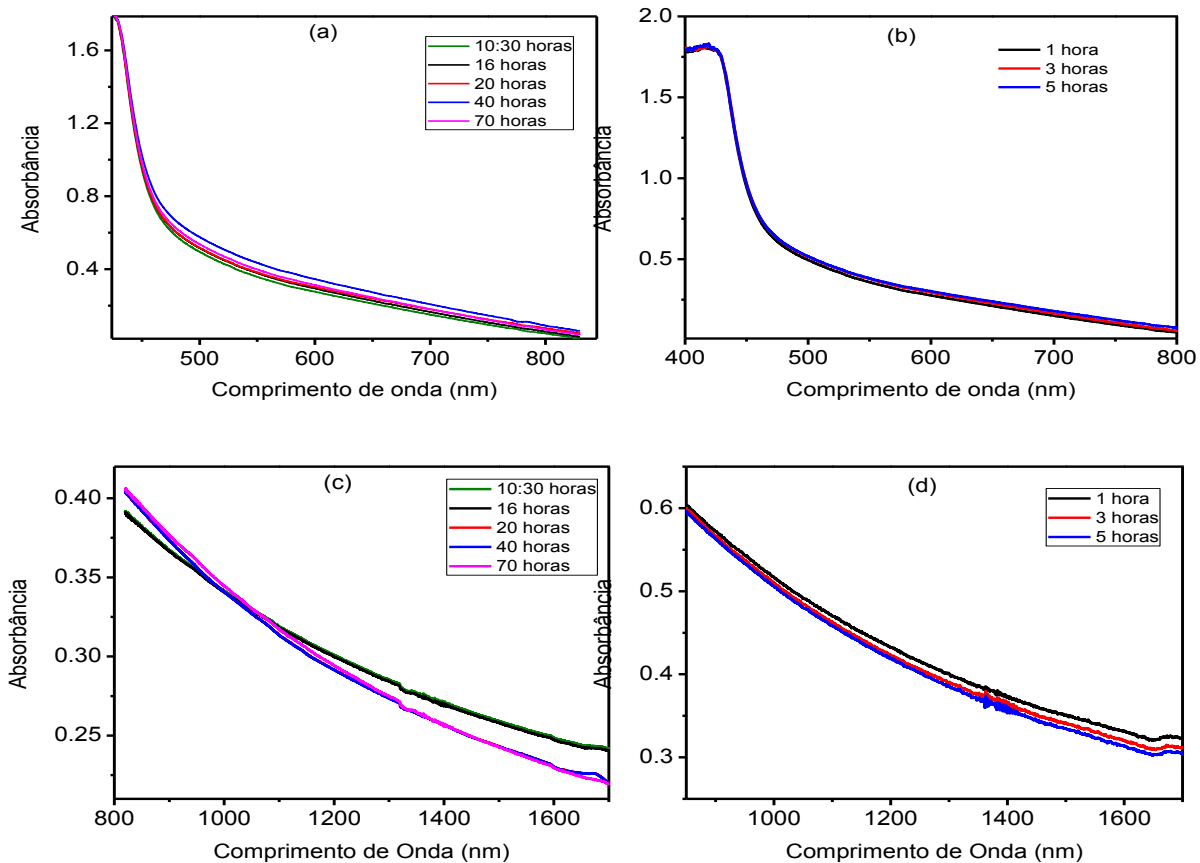 (a)
10:30 horas
16 horas
20 horas
40 horas
70 horas
1.6
1.2
0.8
0.4
Absorbância
500
600
700
800
Comprimento de onda (nm)
(b)
1 hora
3 horas
5 horas
2.0
1.5
1.0
0.5
0.0
Absorbância
400
500
600
700
800
Comprimento de onda (nm)
(c)
10:30 horas
16 horas
20 horas
40 horas
70 horas
0.40
0.35
0.30
0.25
Absorbância
800
1000
1200
1400
1600
Comprimento de Onda (nm)
(d)
1 hora
3 horas
5 horas
0.6
0.5
0.4
0.3
Absorbância
1000
1200
1400
1600
Comprimento de Onda (nm)